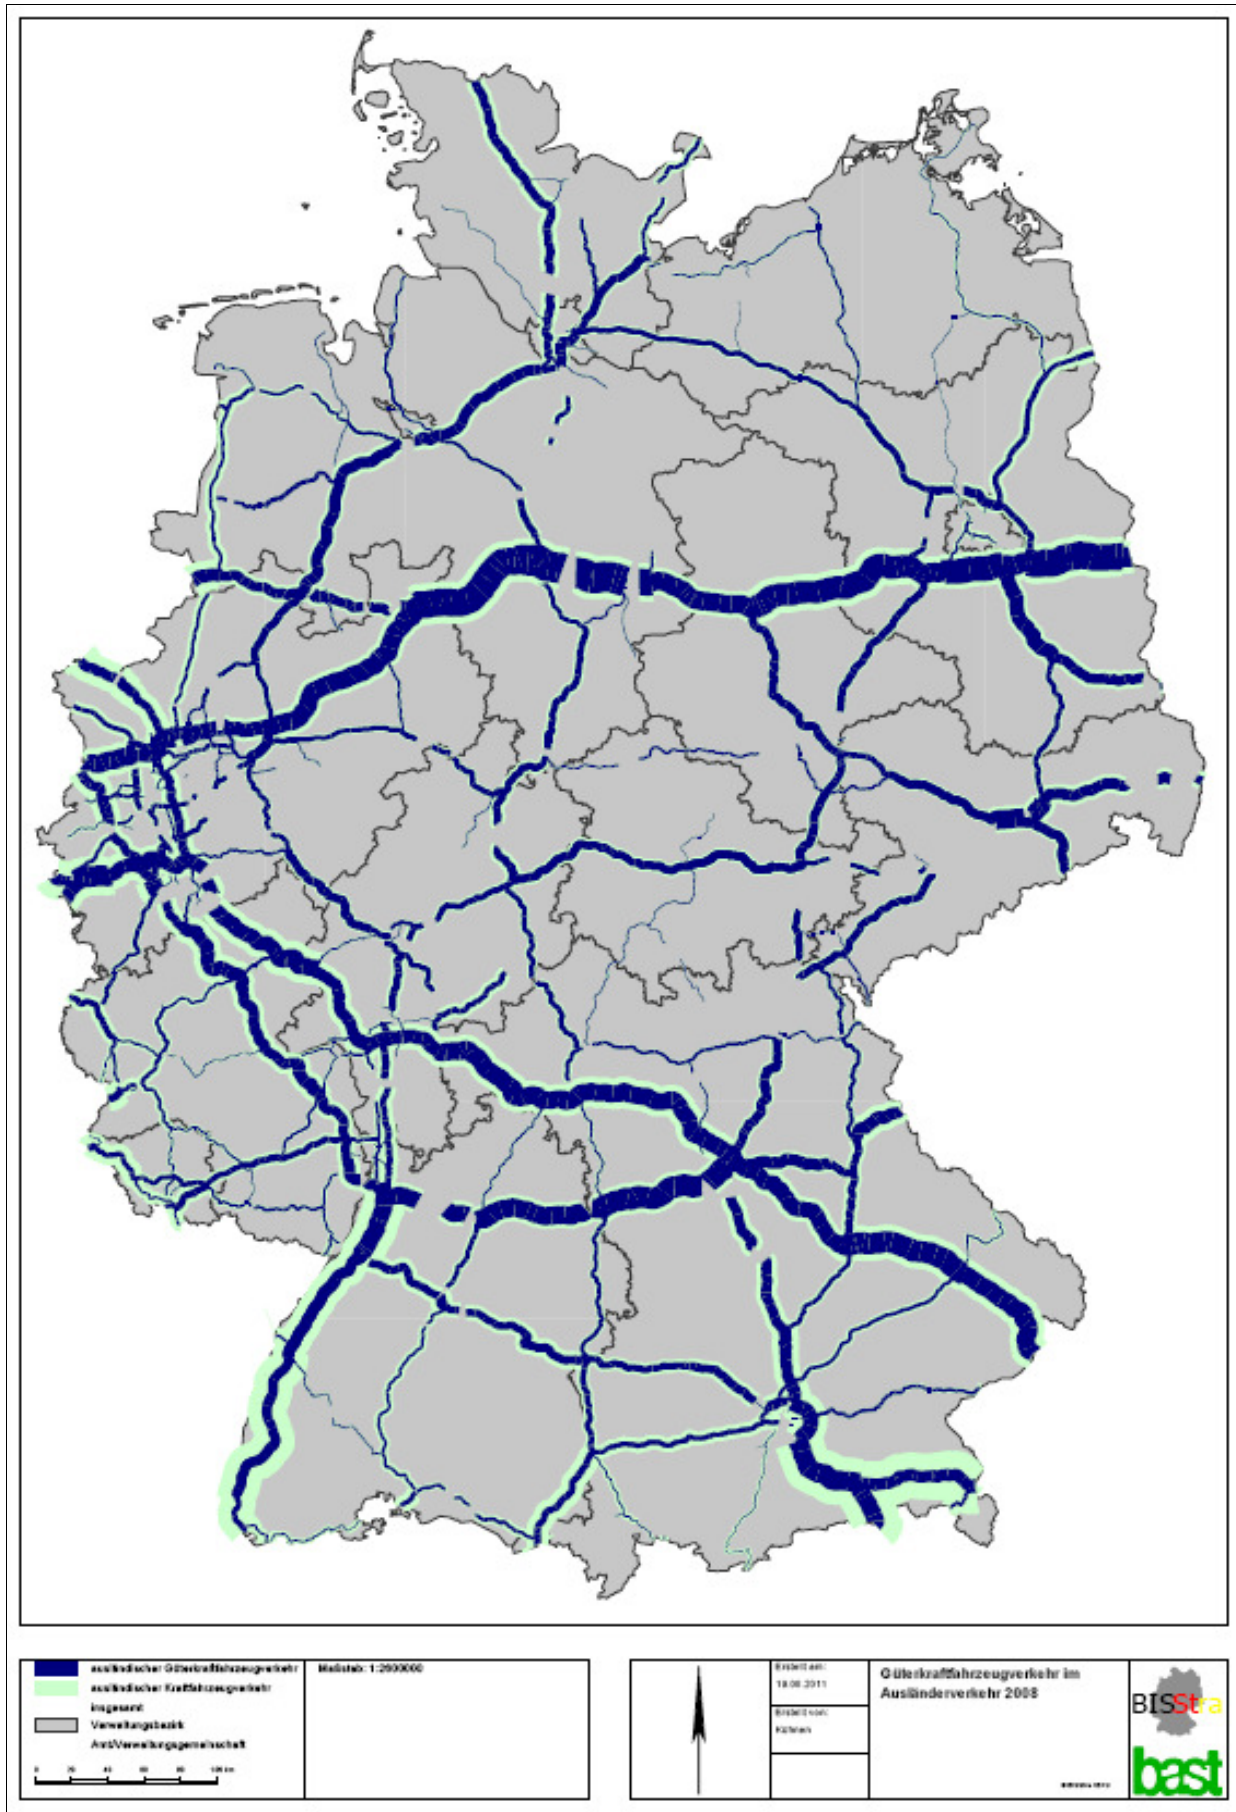 ausländischer Güterkraftfahrzeugverkehr
ausländischer Kraftfahrzeugverkehr
insgesamt
Verwaltungsbezirk
Amt/Verwaltungsgemeinschaft
Maßstab: 1:2600000
Erstellt am:
Erstellt von:
Güterkraftfahrzeugverkehr im
Ausländerverkehr 2008
BISStra
bast